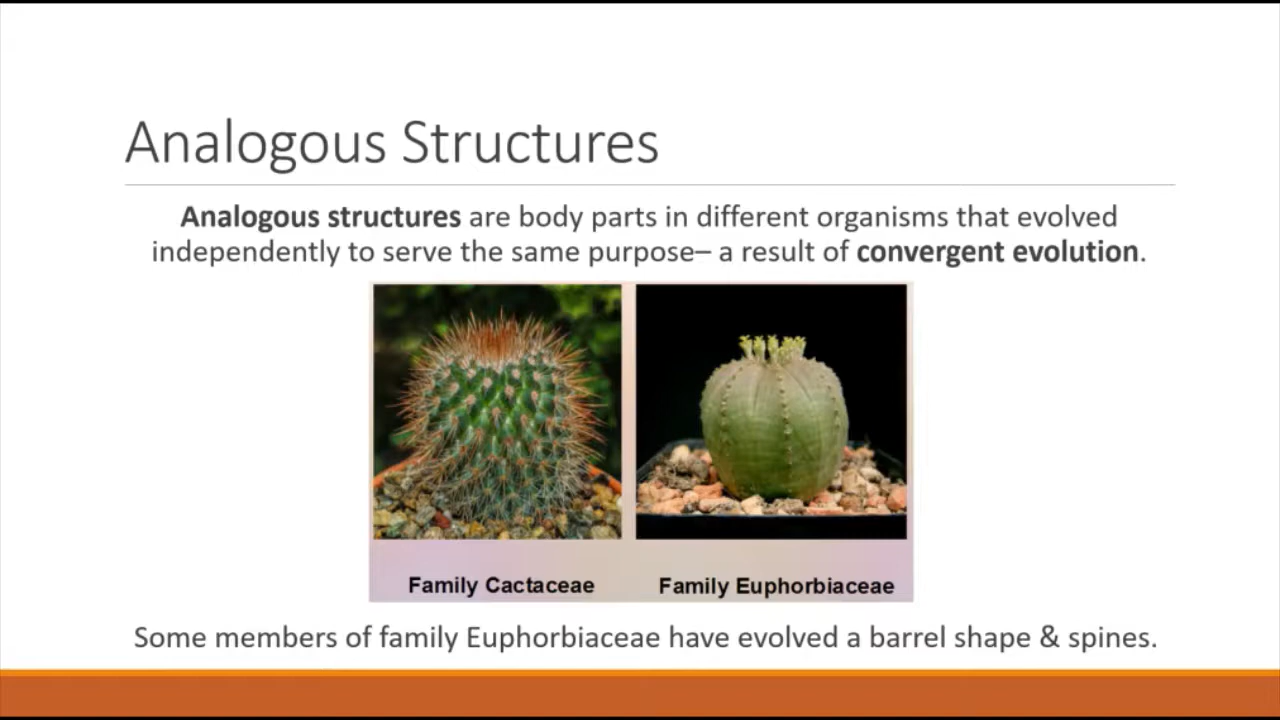 Analogous Structures
Analogous structures are body parts in different organisms that evolved
independently to serve the same purpose– a result of convergent evolution.
Family Cactaceae
Family Euphorbiaceae
Some members of family Euphorbiaceae have evolved a barrel shape & spines.